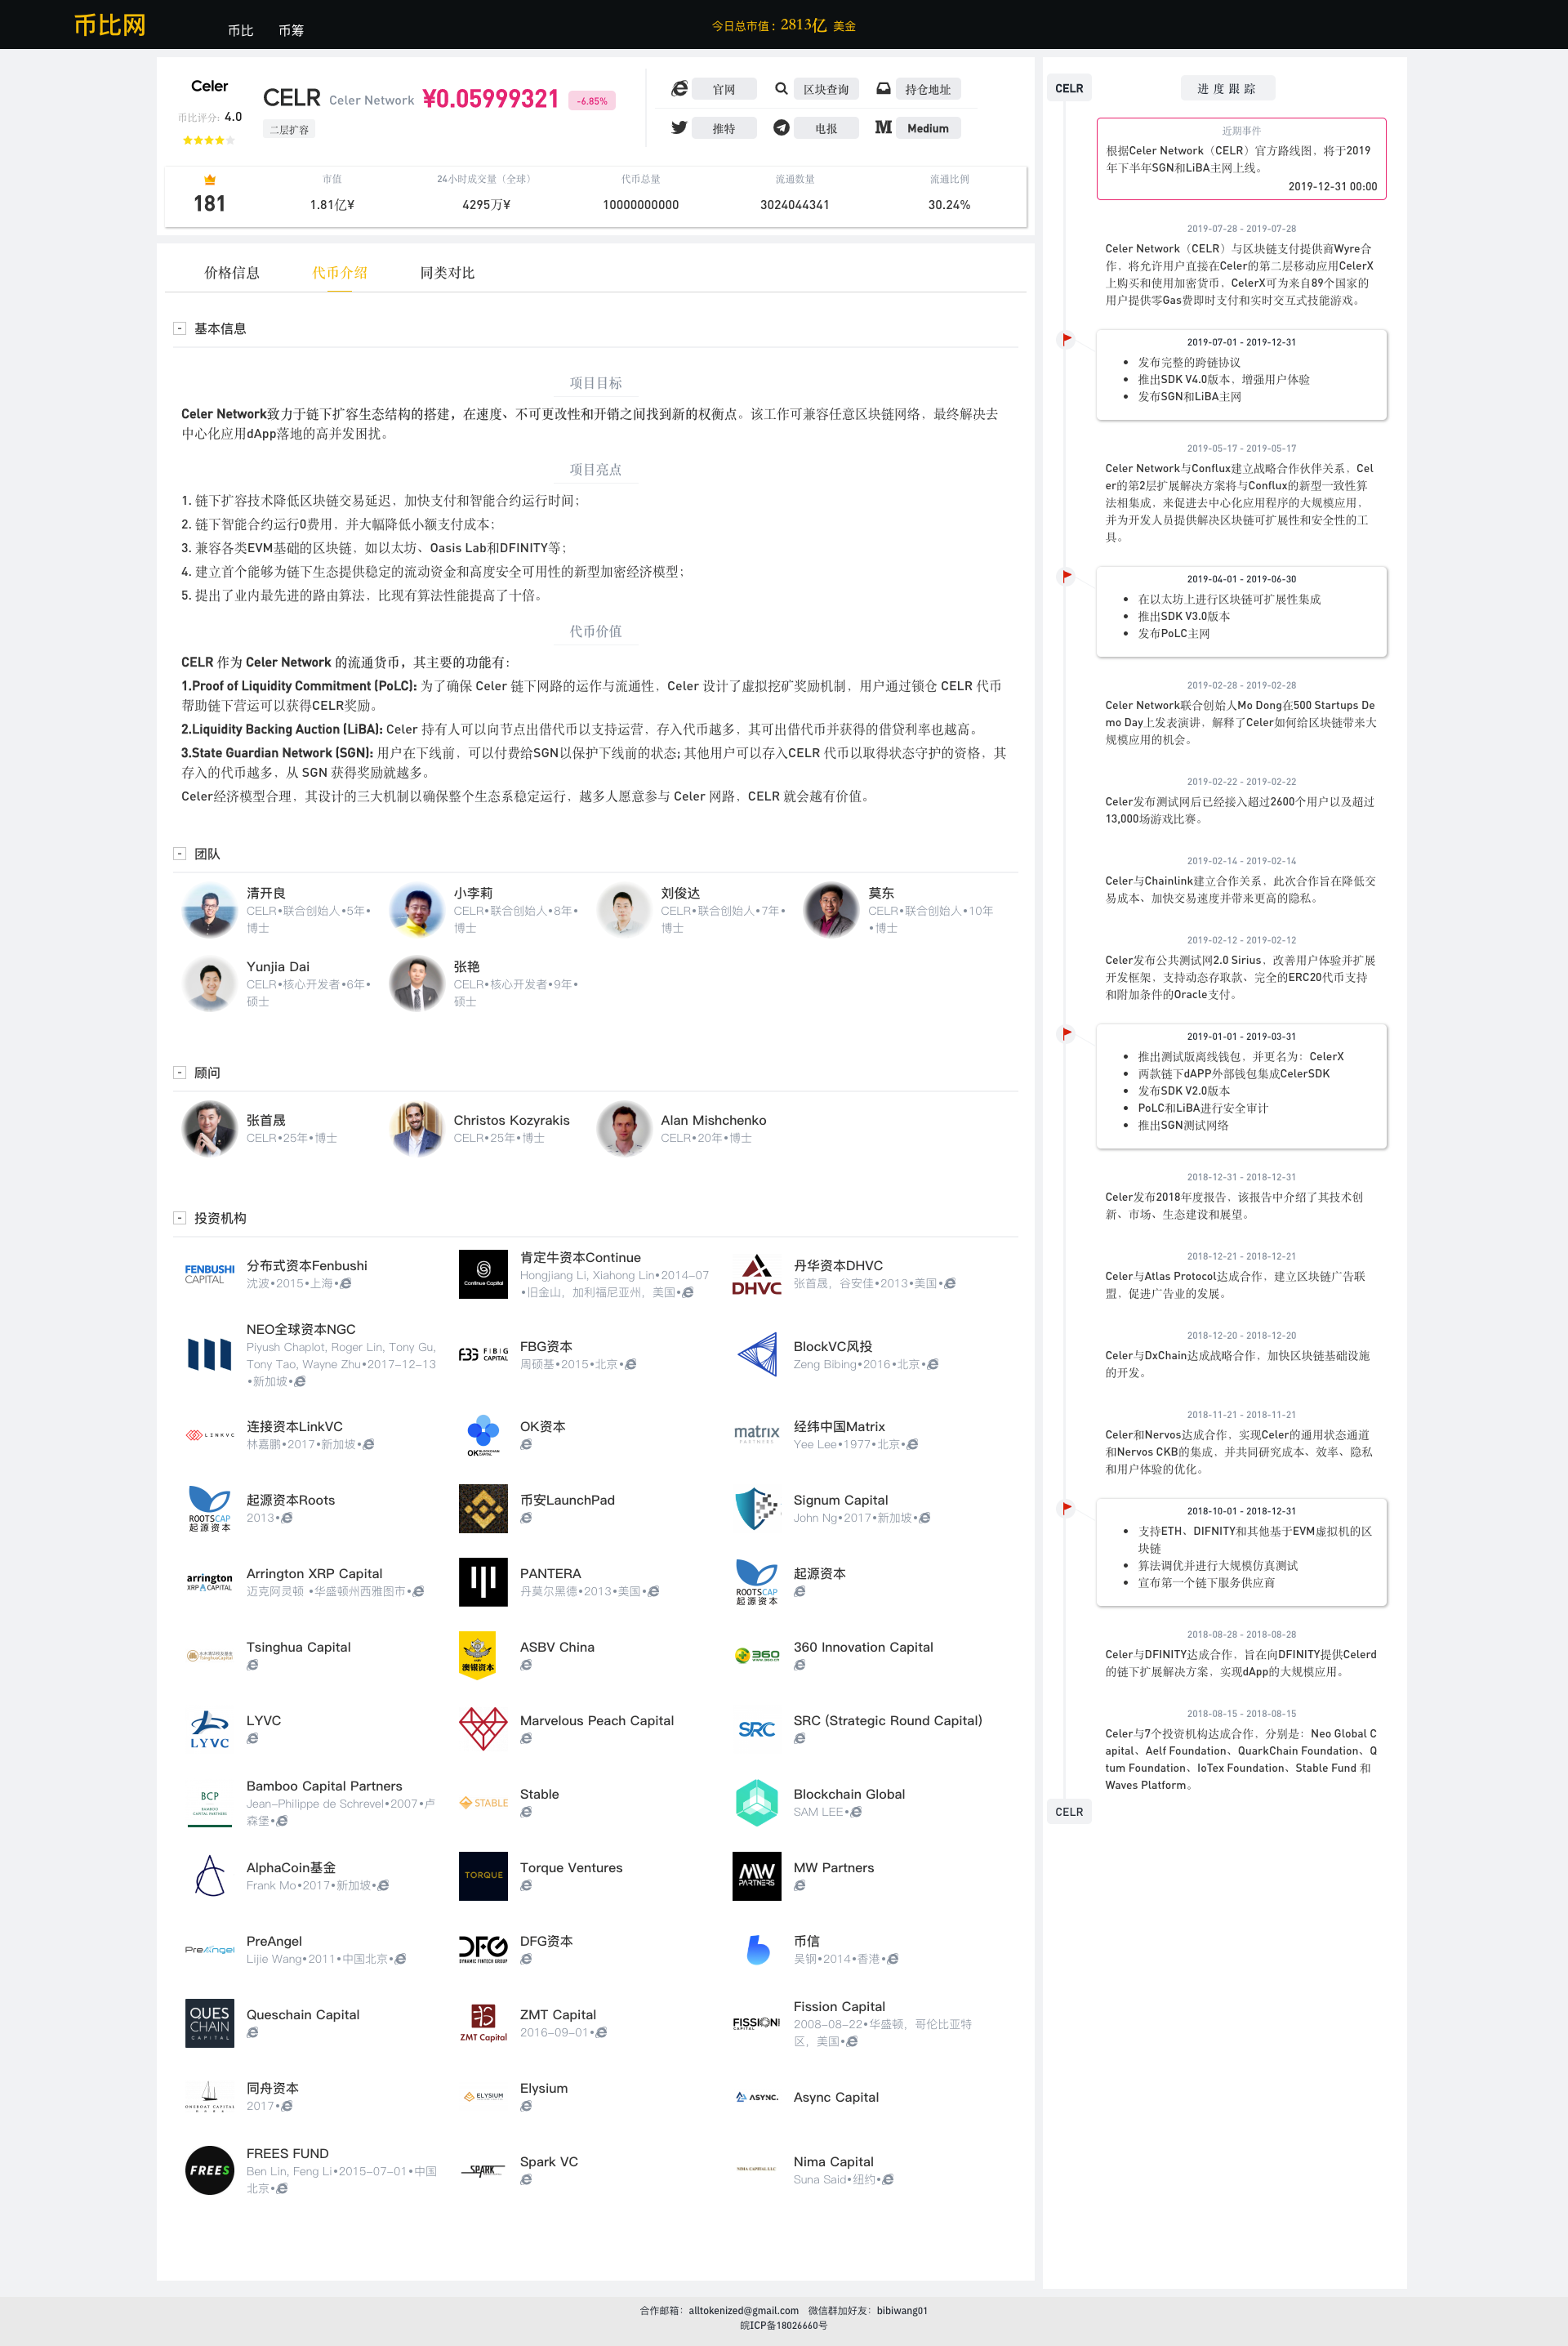 币比网
币比
币筹
今日总市值：2813亿 美金
Celer
币比评分：4.0
CELR Celer Network ¥0.05999321 -6.85%
二层扩容
官网
区块查询
持仓地址
推特
电报
Medium
181
市值
1.81亿¥
24小时成交量（全球）
4295万¥
代币总量
10000000000
流通数量
3024044341
流通比例
30.24%
价格信息
代币介绍
同类对比
- 基本信息
项目目标
Celer Network致力于链下扩容生态结构的搭建，在速度、不可更改性和开销之间找到新的权衡点。该工作可兼容任意区块链网络，最终解决去
中心化应用dApp落地的高并发困扰。
项目亮点
1. 链下扩容技术降低区块链交易延迟，加快支付和智能合约运行时间；
2. 链下智能合约运行0费用，并大幅降低小额支付成本；
3. 兼容各类EVM基础的区块链，如以太坊、Oasis Lab和DFINITY等；
4. 建立首个能够为链下生态提供稳定的流动资金和高度安全可用性的新型加密经济模型；
5. 提出了业内最先进的路由算法，比现有算法性能提高了十倍。
代币价值
CELR 作为 Celer Network 的流通货币，其主要的功能有：
1.Proof of Liquidity Commitment (PoLC): 为了确保 Celer 链下网路的运作与流通性，Celer 设计了虚拟挖矿奖励机制，用户通过锁仓 CELR 代币
帮助链下营运可以获得CELR奖励。
2.Liquidity Backing Auction (LiBA): Celer 持有人可以向节点出借代币以支持运营，存入代币越多，其可出借代币并获得的借贷利率也越高。
3.State Guardian Network (SGN): 用户在下线前，可以付费给SGN以保护下线前的状态; 其他用户可以存入CELR 代币以取得状态守护的资格，其
存入的代币越多，从 SGN 获得奖励就越多。
Celer经济模型合理，其设计的三大机制以确保整个生态系稳定运行，越多人愿意参与 Celer 网路，CELR 就会越有价值。
- 团队
清开良
CELR•联合创始人•5年•
博士
小李莉
CELR•联合创始人•8年•
博士
刘俊达
CELR•联合创始人•7年•
博士
莫东
CELR•联合创始人•10年
•博士
Yunjia Dai
CELR•核心开发者•6年•
硕士
张艳
CELR•核心开发者•9年•
硕士
- 顾问
张首晟
CELR•25年•博士
Christos Kozyrakis
CELR•25年•博士
Alan Mishchenko
CELR•20年•博士
- 投资机构
FENBUSHI
CAPITAL
分布式资本Fenbushi
沈波•2015•上海•
Continue Capital
肯定牛资本Continue
Hongjiang Li, Xiahong Lin•2014-07
•旧金山，加利福尼亚州，美国•
DHVC
丹华资本DHVC
张首晟，谷安佳•2013•美国•
NEO全球资本NGC
Piyush Chaplot, Roger Lin, Tony Gu,
Tony Tao, Wayne Zhu•2017-12-13
•新加坡•
FBG FIBIG
CAPITAL
FBG资本
周硕基•2015•北京•
BlockVC风投
Zeng Bibing•2016•北京•
LINKVC
连接资本LinkVC
林嘉鹏•2017•新加坡•
OK BLOCKCHAIN
CAPITAL
OK资本
matrix
PARTNERS
经纬中国Matrix
Yee Lee•1977•北京•
ROOTSCAP
起源资本
起源资本Roots
2013•
币安LaunchPad
Signum Capital
John Ng•2017•新加坡•
arrington
XRP CAPITAL
Arrington XRP Capital
迈克阿灵顿 •华盛顿州西雅图市•
PANTERA
丹莫尔黑德•2013•美国•
ROOTSCAP
起源资本
起源资本
TsinghuaCapital
Tsinghua Capital
澳银资本
ASBV China
360
360 Innovation Capital
LYVC
LYVC
Marvelous Peach Capital
SRC
SRC (Strategic Round Capital)
BCP
BAMBOO
CAPITAL PARTNERS
Bamboo Capital Partners
Jean-Philippe de Schrevel•2007•卢
森堡•
STABLE
Stable
Blockchain Global
SAM LEE•
AlphaCoin基金
Frank Mo•2017•新加坡•
TORQUE
Torque Ventures
MW
PARTNERS
MW Partners
PreAngel
PreAngel
Lijie Wang•2011•中国北京•
DFG
DYNAMIC FINTECH GROUP
DFG资本
币信
吴钢•2014•香港•
QUES
CHAIN
CAPITAL
Queschain Capital
ZMT Capital
ZMT Capital
2016-09-01•
FISSION
CAPITAL
Fission Capital
2008-08-22•华盛顿，哥伦比亚特
区，美国•
ONEBOAT CAPITAL
同舟资本
2017•
ELYSIUM
Elysium
ASYNC.
Async Capital
FREES
FREES FUND
Ben Lin, Feng Li•2015-07-01•中国
北京•
SPARK
Spark VC
NIMA CAPITAL LLC
Nima Capital
Suna Said•纽约•
CELR
进度跟踪
近期事件
根据Celer Network（CELR）官方路线图，将于2019
年下半年SGN和LiBA主网上线。
2019-12-31 00:00
2019-07-28 - 2019-07-28
Celer Network（CELR）与区块链支付提供商Wyre合
作，将允许用户直接在Celer的第二层移动应用CelerX
上购买和使用加密货币，CelerX可为来自89个国家的
用户提供零Gas费即时支付和实时交互式技能游戏。
2019-07-01 - 2019-12-31
• 发布完整的跨链协议
• 推出SDK V4.0版本，增强用户体验
• 发布SGN和LiBA主网
2019-05-17 - 2019-05-17
Celer Network与Conflux建立战略合作伙伴关系，Cel
er的第2层扩展解决方案将与Conflux的新型一致性算
法相集成，来促进去中心化应用程序的大规模应用，
并为开发人员提供解决区块链可扩展性和安全性的工
具。
2019-04-01 - 2019-06-30
• 在以太坊上进行区块链可扩展性集成
• 推出SDK V3.0版本
• 发布PoLC主网
2019-02-28 - 2019-02-28
Celer Network联合创始人Mo Dong在500 Startups De
mo Day上发表演讲，解释了Celer如何给区块链带来大
规模应用的机会。
2019-02-22 - 2019-02-22
Celer发布测试网后已经接入超过2600个用户以及超过
13,000场游戏比赛。
2019-02-14 - 2019-02-14
Celer与Chainlink建立合作关系，此次合作旨在降低交
易成本、加快交易速度并带来更高的隐私。
2019-02-12 - 2019-02-12
Celer发布公共测试网2.0 Sirius，改善用户体验并扩展
开发框架，支持动态存取款、完全的ERC20代币支持
和附加条件的Oracle支付。
2019-01-01 - 2019-03-31
• 推出测试版离线钱包，并更名为：CelerX
• 两款链下dAPP外部钱包集成CelerSDK
• 发布SDK V2.0版本
• PoLC和LiBA进行安全审计
• 推出SGN测试网络
2018-12-31 - 2018-12-31
Celer发布2018年度报告，该报告中介绍了其技术创
新、市场、生态建设和展望。
2018-12-21 - 2018-12-21
Celer与Atlas Protocol达成合作，建立区块链广告联
盟，促进广告业的发展。
2018-12-20 - 2018-12-20
Celer与DxChain达成战略合作，加快区块链基础设施
的开发。
2018-11-21 - 2018-11-21
Celer和Nervos达成合作，实现Celer的通用状态通道
和Nervos CKB的集成，并共同研究成本、效率、隐私
和用户体验的优化。
2018-10-01 - 2018-12-31
• 支持ETH、DIFNITY和其他基于EVM虚拟机的区
块链
• 算法调优并进行大规模仿真测试
• 宣布第一个链下服务供应商
2018-08-28 - 2018-08-28
Celer与DFINITY达成合作，旨在向DFINITY提供Celerd
的链下扩展解决方案，实现dApp的大规模应用。
2018-08-15 - 2018-08-15
Celer与7个投资机构达成合作，分别是：Neo Global C
apital、Aelf Foundation、QuarkChain Foundation、Q
tum Foundation、IoTex Foundation、Stable Fund 和
Waves Platform。
CELR
合作邮箱：alltokenized@gmail.com 微信群加好友：bibiwang01
皖ICP备18026660号